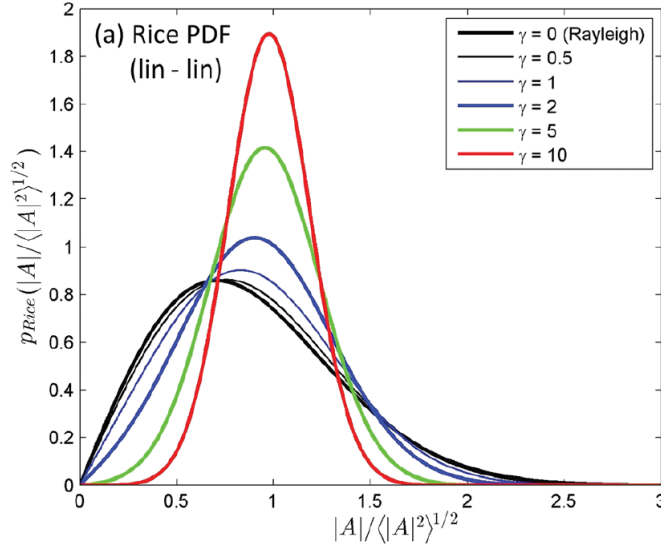 (a) Rice PDF
(lin - lin)
γ = 0 (Rayleigh)
γ = 0.5
γ = 1
γ = 2
γ = 5
γ = 10
p_{Rice}(|A|/⟨|A|²⟩^{1/2})
2
1.8
1.6
1.4
1.2
1
0.8
0.6
0.4
0.2
0
0 0.5 1 1.5 2 2.5 3
|A|/⟨|A|²⟩^{1/2}